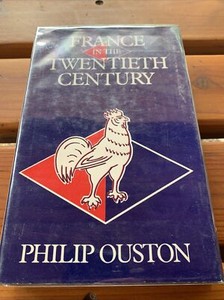 FRANCE
IN THE
TWENTIETH
CENTURY
PHILIP OUSTON